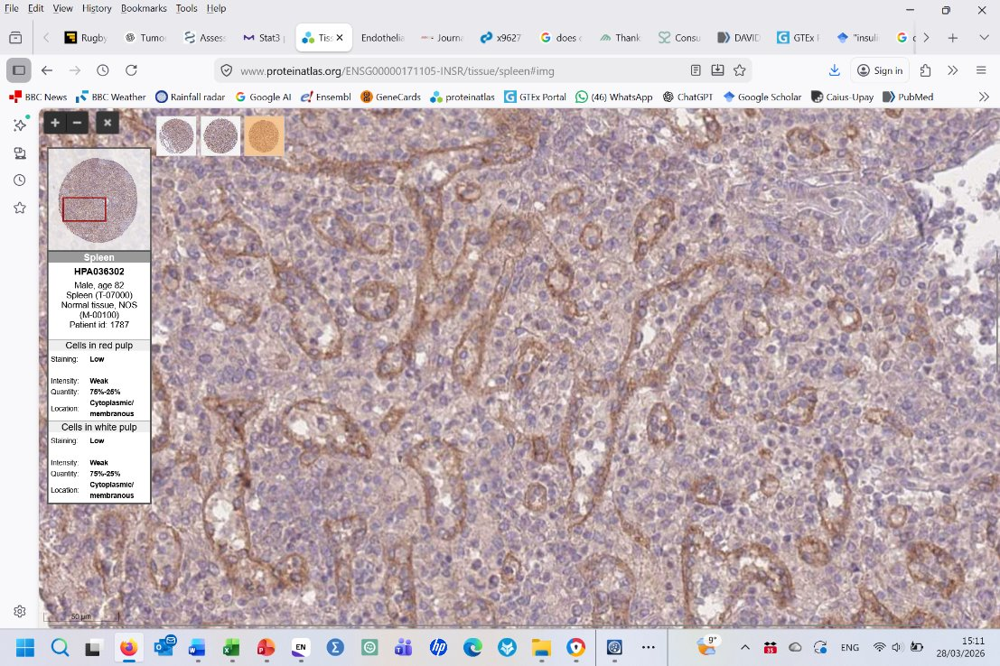 File Edit View History Bookmarks Tools Help
Rugby
Tumo
Assess
Stat3
Tiss
Endothelia
Journa
x9627
does
Thank
Consu
DAVID
GTEx
"insuli
www.proteinatlas.org/ENSG00000171105-INSR/tissue/spleen#img
Sign in
BBC News
BBC Weather
Rainfall radar
Google AI
Ensembl
GeneCards
proteinatlas
GTEx Portal
(46) WhatsApp
ChatGPT
Google Scholar
Caius-Upay
PubMed
Spleen
HPA036302
Male, age 82
Spleen (T-07000)
Normal tissue, NOS
(M-00100)
Patient id: 1787
Cells in red pulp
Staining: Low
Intensity: Weak
Quantity: 75%-25%
Location: Cytoplasmic/
membranous
Cells in white pulp
Staining: Low
Intensity: Weak
Quantity: 75%-25%
Location: Cytoplasmic/
membranous
50 µm
EN
35
9°
ENG
15:11
28/03/2026